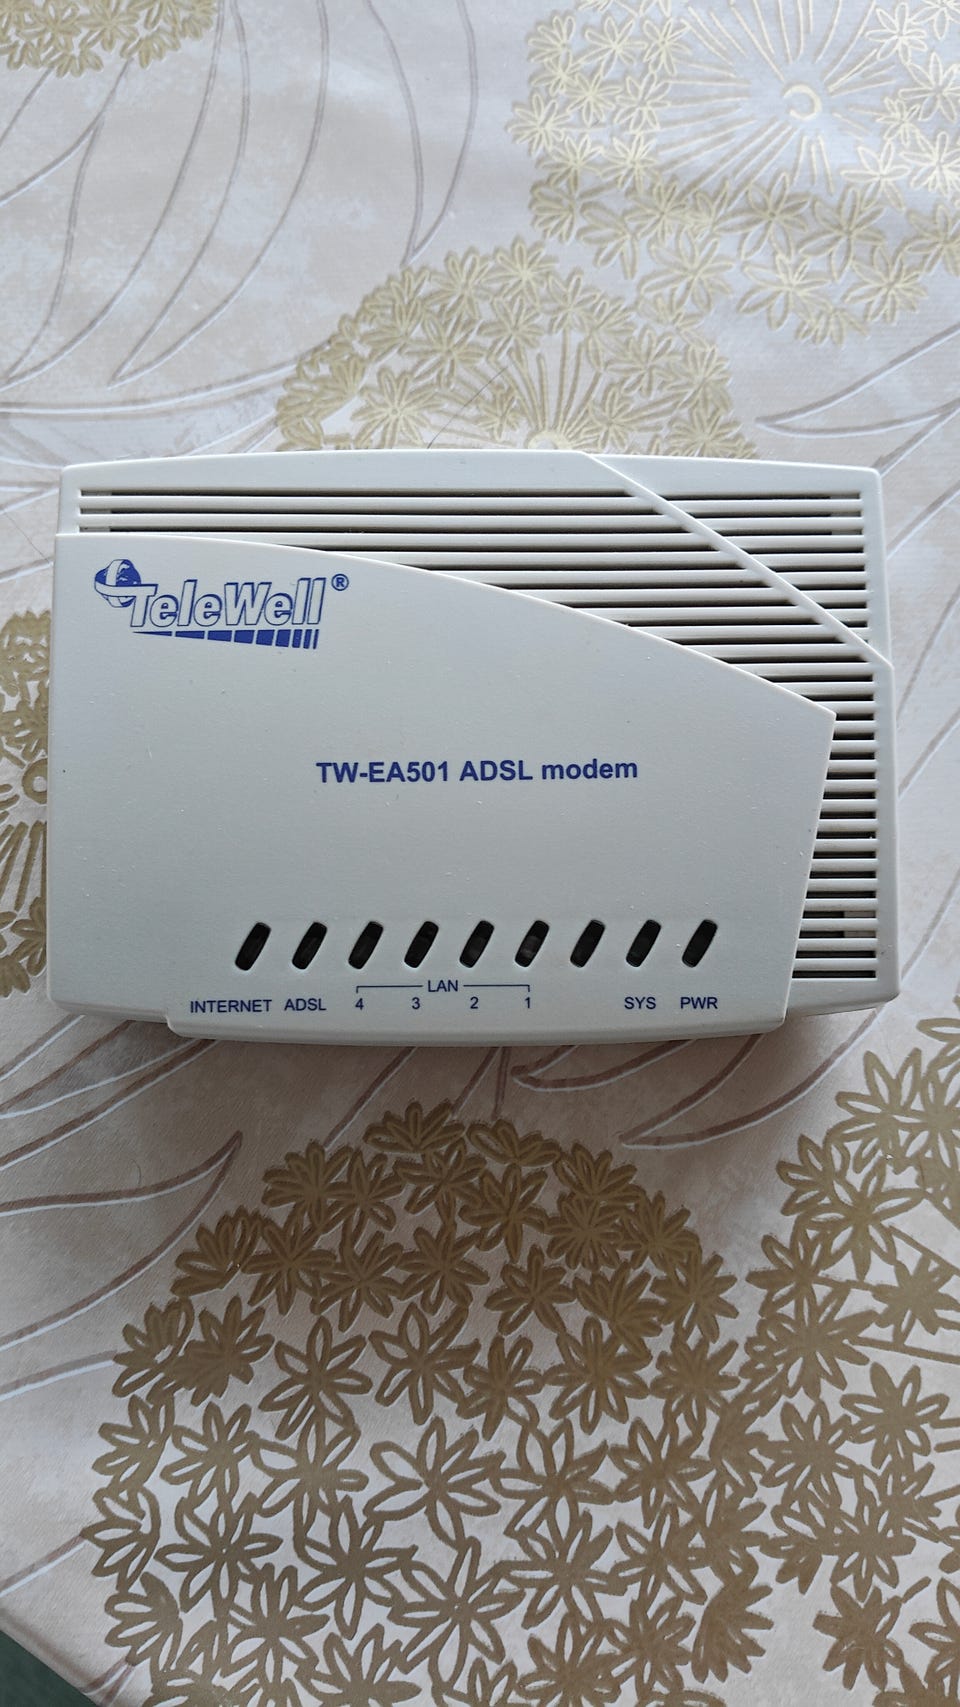 TeleWell®
TW-EA501 ADSL modem
LAN
INTERNET ADSL 4 3 2 1 SYS PWR